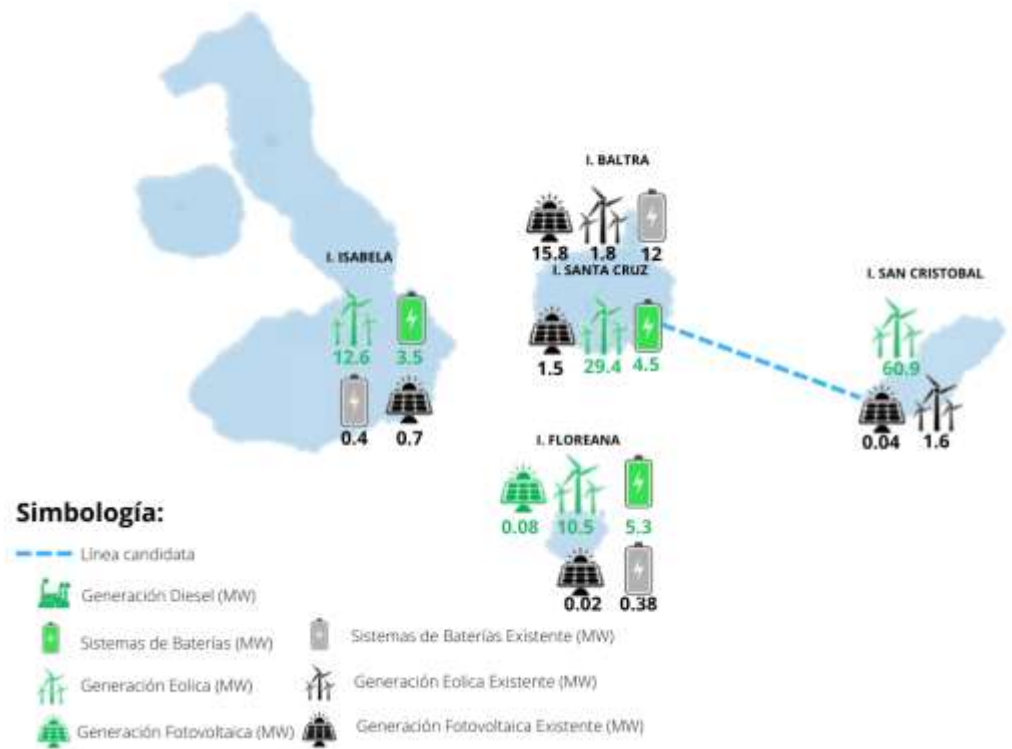 I. BALTRA
15.8 1.8 12
I. ISABELA
I. SANTA CRUZ
I. SAN CRISTOBAL
12.6 3.5
1.5 29.4 4.5
60.9
0.4 0.7
0.04 1.6
I. FLOREANA
0.08 10.5 5.3
0.02 0.38
Simbología:
Línea candidata
Generación Diesel (MW)
Sistemas de Baterías (MW)
Sistemas de Baterías Existente (MW)
Generación Eolica (MW)
Generación Eolica Existente (MW)
Generación Fotovoltaica (MW)
Generación Fotovoltaica Existente (MW)